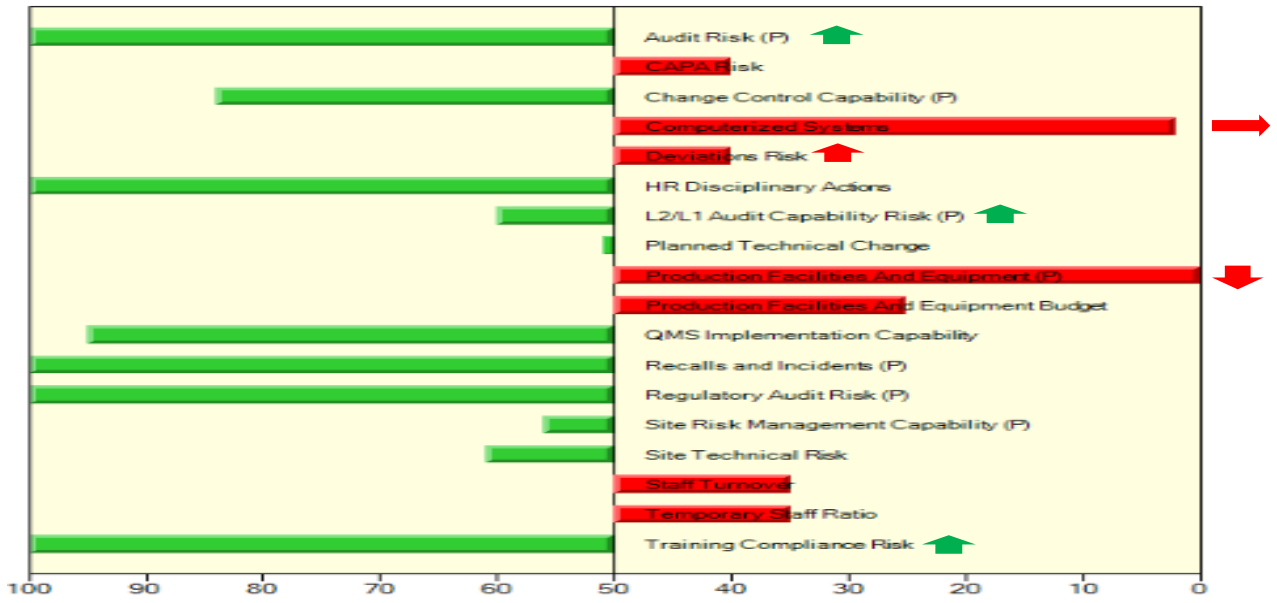 Audit Risk (P)
CAPA Risk
Change Control Capability (P)
Computerized Systems
Deviations Risk
HR Disciplinary Actions
L2/L1 Audit Capability Risk (P)
Planned Technical Change
Production Facilities And Equipment (P)
Production Facilities And Equipment Budget
QMS Implementation Capability
Recalls and Incidents (P)
Regulatory Audit Risk (P)
Site Risk Management Capability (P)
Site Technical Risk
Staff Turnover
Temporary Staff Ratio
Training Compliance Risk
100 90 80 70 60 50 40 30 20 10 0